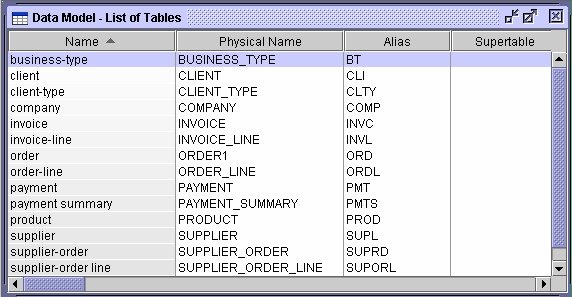 Data Model - List of Tables
Name Physical Name Alias Supertable
business-type BUSINESS_TYPE BT
client CLIENT CLI
client-type CLIENT_TYPE CLTY
company COMPANY COMP
invoice INVOICE INVC
invoice-line INVOICE_LINE INVL
order ORDER1 ORD
order-line ORDER_LINE ORDL
payment PAYMENT PMT
payment summary PAYMENT_SUMMARY PMTS
product PRODUCT PROD
supplier SUPPLIER SUPL
supplier-order SUPPLIER_ORDER SUPRD
supplier-order line SUPPLIER_ORDER_LINE SUPORL